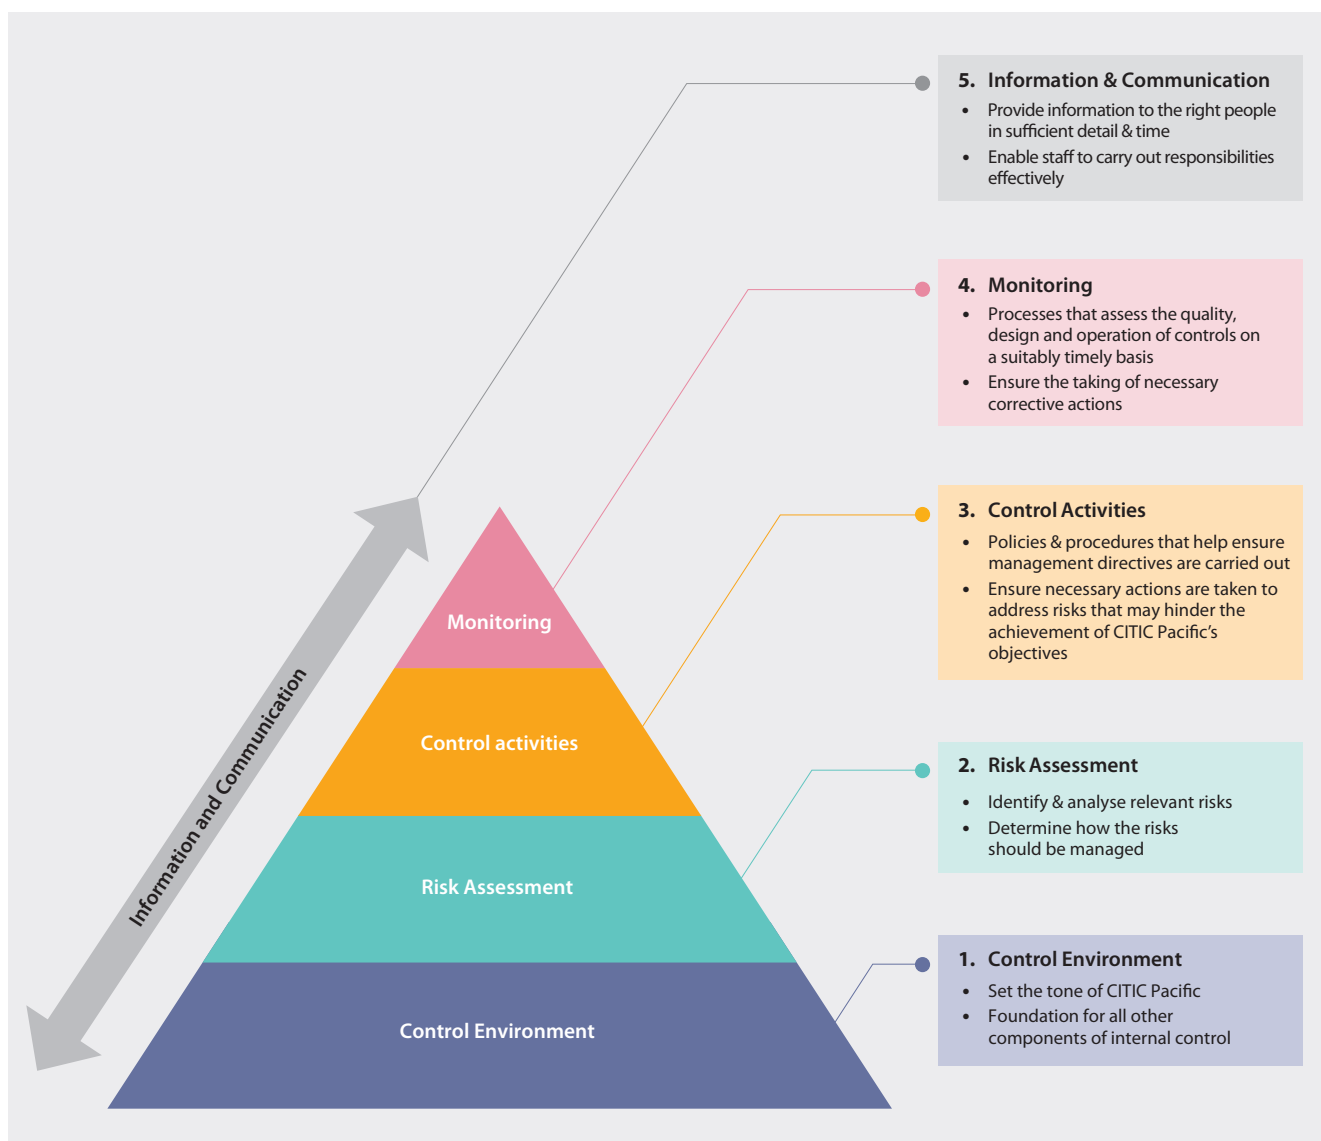 5. Information & Communication
• Provide information to the right people
in sufficient detail & time
• Enable staff to carry out responsibilities
effectively
4. Monitoring
• Processes that assess the quality,
design and operation of controls on
a suitably timely basis
• Ensure the taking of necessary
corrective actions
3. Control Activities
• Policies & procedures that help ensure
management directives are carried out
• Ensure necessary actions are taken to
address risks that may hinder the
achievement of CITIC Pacific's
objectives
2. Risk Assessment
• Identify & analyse relevant risks
• Determine how the risks
should be managed
1. Control Environment
• Set the tone of CITIC Pacific
• Foundation for all other
components of internal control
Information and Communication
Monitoring
Control activities
Risk Assessment
Control Environment